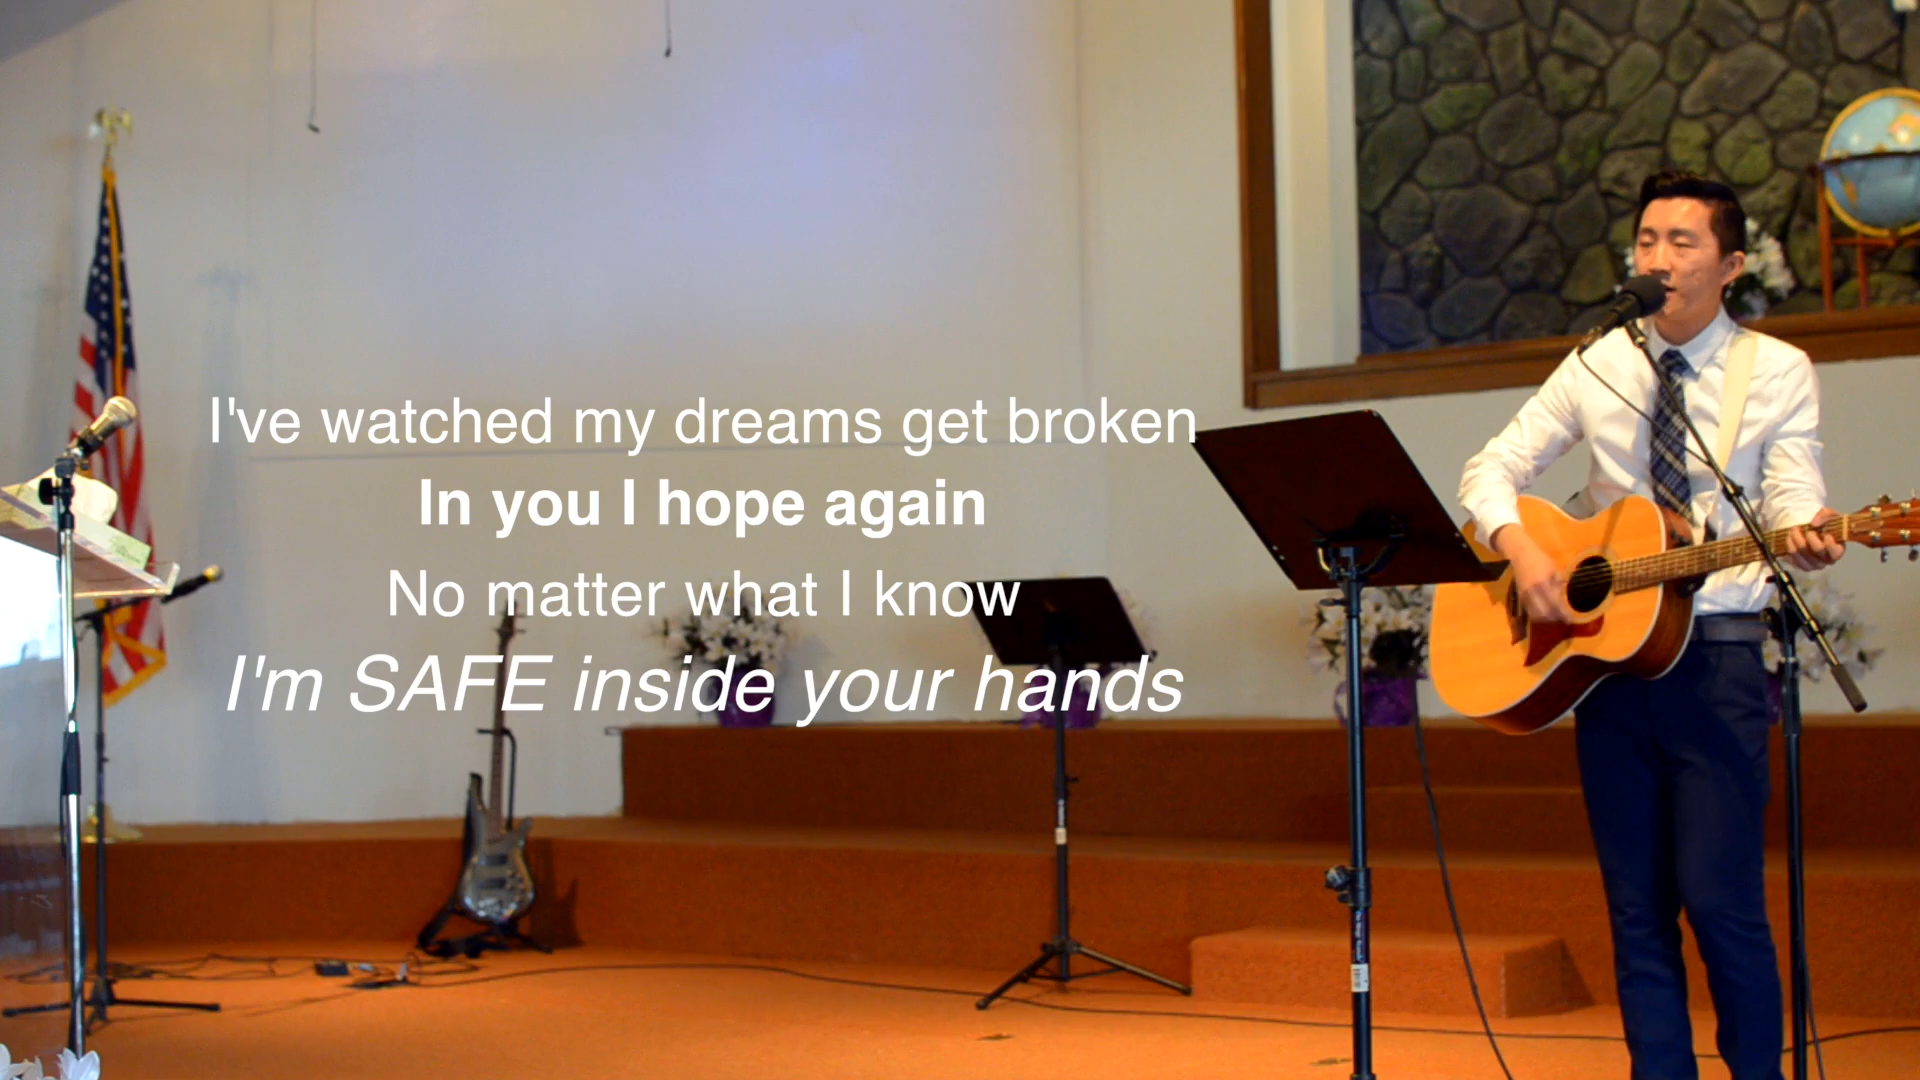 I've watched my dreams get broken
In you I hope again
No matter what I know
I'm SAFE inside your hands